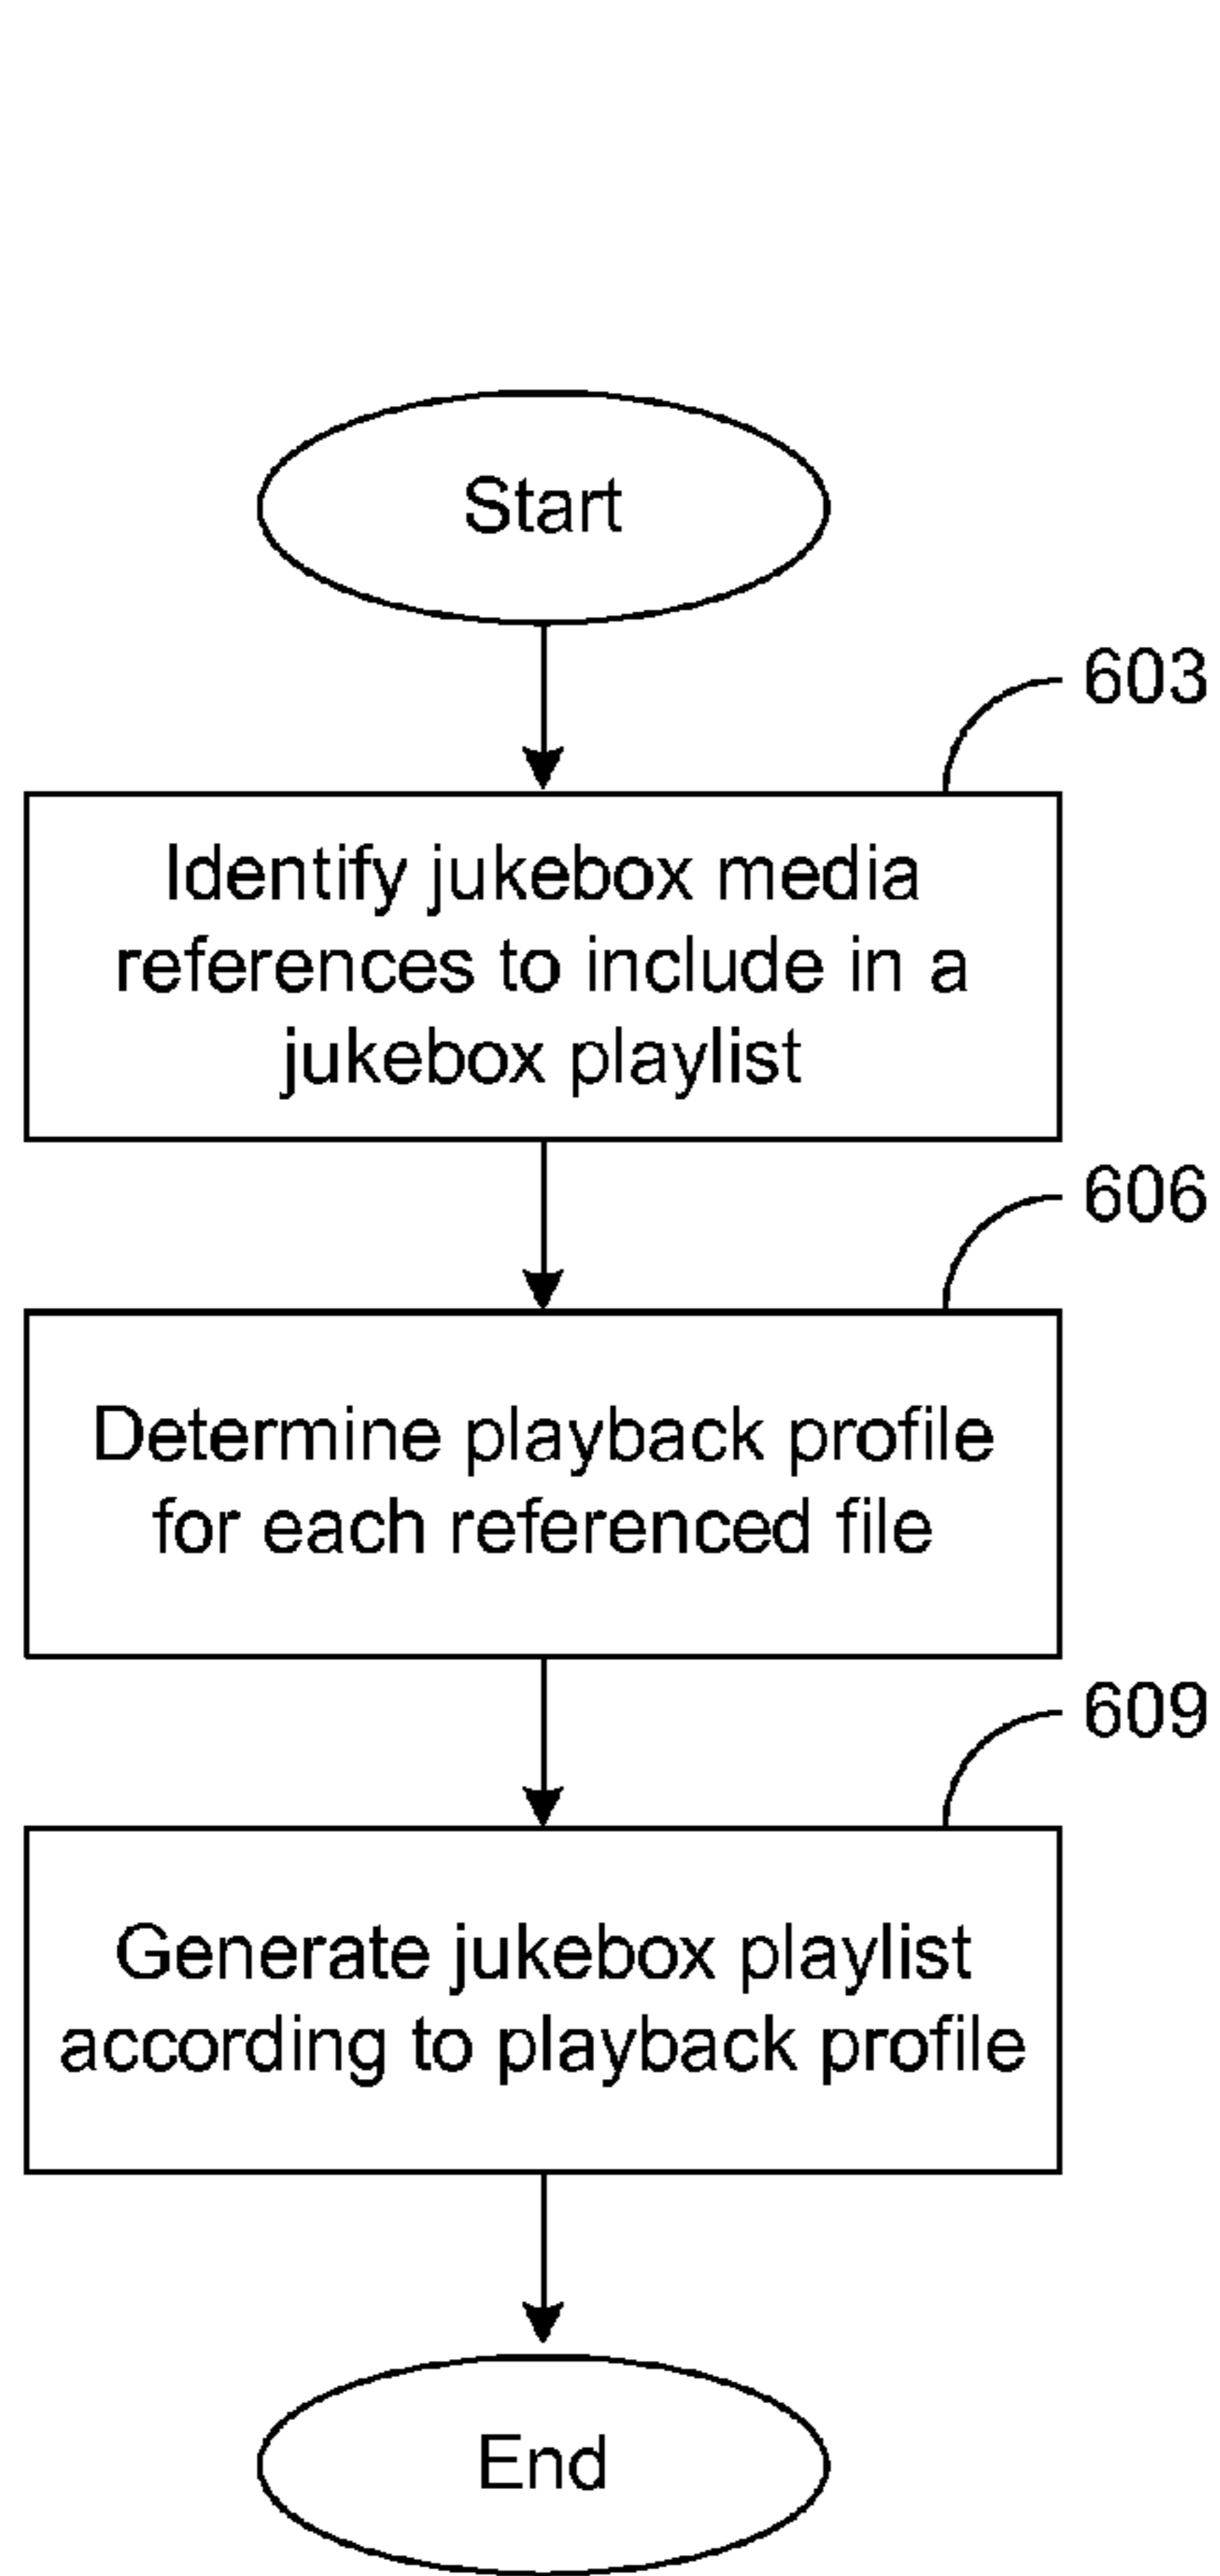 Start
603
Identify jukebox media
references to include in a
jukebox playlist
606
Determine playback profile
for each referenced file
609
Generate jukebox playlist
according to playback profile
End